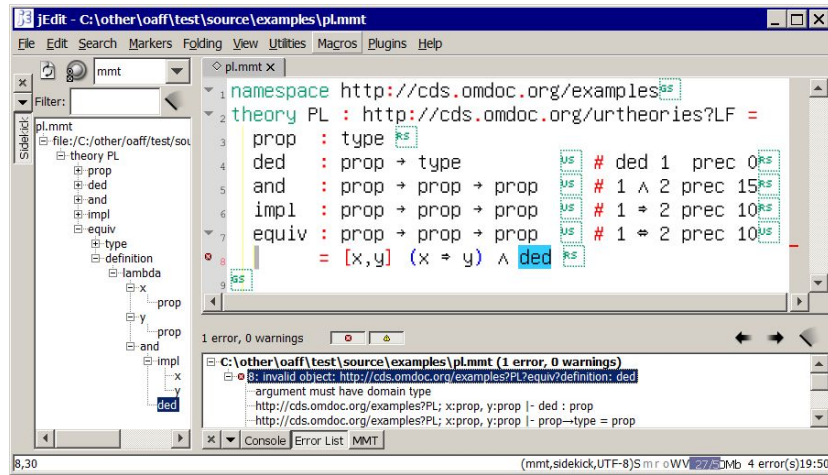 jEdit - C:\other\oaff\test\source\examples\pl.mmt
File Edit Search Markers Folding View Utilities Macros Plugins Help
mmt
Filter:
Sidekick
pl.mmt
file:/C:/other/oaff/test/sou
theory PL
prop
ded
and
impl
equiv
type
definition
lambda
x
prop
y
prop
and
impl
x
y
ded
pl.mmt x
1 namespace http://cds.omdoc.org/examples GS
2 theory PL : http://cds.omdoc.org/urtheories?LF =
3 prop : type RS
4 ded : prop → type US # ded 1 prec 0 RS
5 and : prop → prop → prop US # 1 ∧ 2 prec 15 RS
6 impl : prop → prop → prop US # 1 ⇒ 2 prec 10 RS
7 equiv : prop → prop → prop US # 1 ⇔ 2 prec 10 US
8 = [x,y] (x ⇒ y) ∧ ded RS
9 GS
1 error, 0 warnings
C:\other\oaff\test\source\examples\pl.mmt (1 error, 0 warnings)
8: invalid object: http://cds.omdoc.org/examples?PL?equiv?definition: ded
argument must have domain type
http://cds.omdoc.org/examples?PL; x:prop, y:prop |- ded : prop
http://cds.omdoc.org/examples?PL; x:prop, y:prop |- prop→type = prop
Console Error List MMT
8,30
(mmt,sidekick,UTF-8)S m r o WV 27/50Mb 4 error(s)19:50